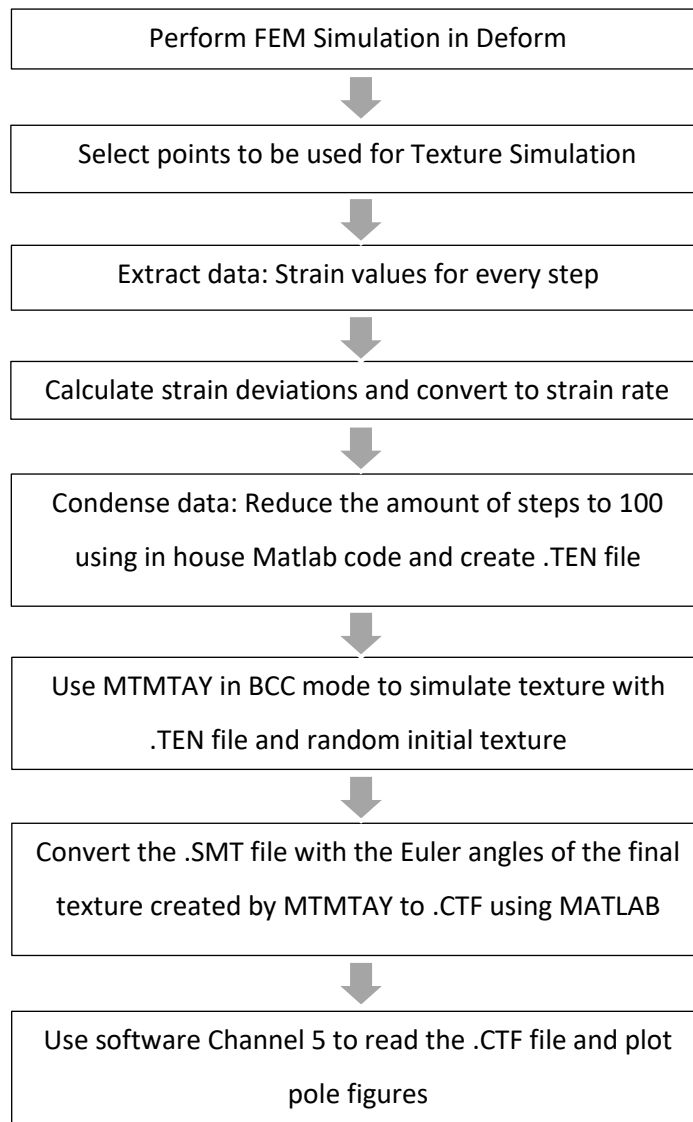 Perform FEM Simulation in Deform
Select points to be used for Texture Simulation
Extract data: Strain values for every step
Calculate strain deviations and convert to strain rate
Condense data: Reduce the amount of steps to 100
using in house Matlab code and create .TEN file
Use MTMTAY in BCC mode to simulate texture with
.TEN file and random initial texture
Convert the .SMT file with the Euler angles of the final
texture created by MTMTAY to .CTF using MATLAB
Use software Channel 5 to read the .CTF file and plot
pole figures